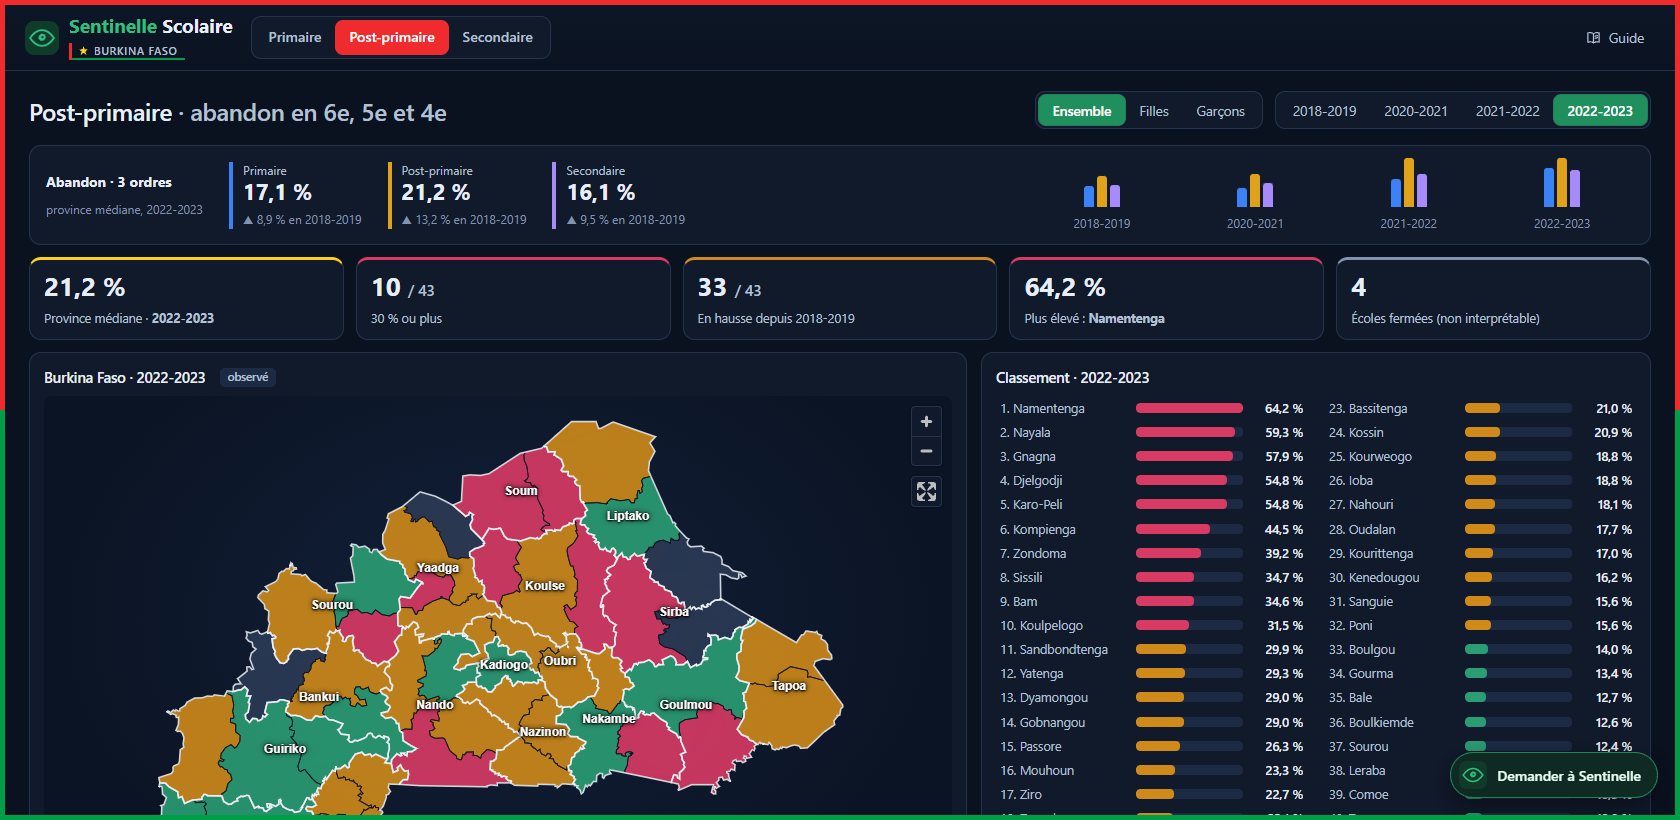 Sentinelle Scolaire
★ BURKINA FASO
Primaire
Post-primaire
Secondaire
Guide
Post-primaire · abandon en 6e, 5e et 4e
Ensemble
Filles
Garçons
2018-2019
2020-2021
2021-2022
2022-2023
Abandon · 3 ordres
province médiane, 2022-2023
Primaire
17,1 %
▲ 8,9 % en 2018-2019
Post-primaire
21,2 %
▲ 13,2 % en 2018-2019
Secondaire
16,1 %
▲ 9,5 % en 2018-2019
2018-2019
2020-2021
2021-2022
2022-2023
21,2 %
Province médiane · 2022-2023
10 / 43
30 % ou plus
33 / 43
En hausse depuis 2018-2019
64,2 %
Plus élevé : Namentenga
4
Écoles fermées (non interprétable)
Burkina Faso · 2022-2023
observé
+
−
Soum
Liptako
Yaadga
Koulse
Sourou
Sirba
Kadiogo
Oubri
Bankui
Tapoa
Nando
Goulmou
Nakambe
Nazinon
Guiriko
Classement · 2022-2023
1. Namentenga 64,2 %
2. Nayala 59,3 %
3. Gnagna 57,9 %
4. Djelgodji 54,8 %
5. Karo-Peli 54,8 %
6. Kompienga 44,5 %
7. Zondoma 39,2 %
8. Sissili 34,7 %
9. Bam 34,6 %
10. Koulpelogo 31,5 %
11. Sandbondtenga 29,9 %
12. Yatenga 29,3 %
13. Dyamongou 29,0 %
14. Gobnangou 29,0 %
15. Passore 26,3 %
16. Mouhoun 23,3 %
17. Ziro 22,7 %
23. Bassitenga 21,0 %
24. Kossin 20,9 %
25. Kourweogo 18,8 %
26. Ioba 18,8 %
27. Nahouri 18,1 %
28. Oudalan 17,7 %
29. Kourittenga 17,0 %
30. Kenedougou 16,2 %
31. Sanguie 15,6 %
32. Poni 15,6 %
33. Boulgou 14,0 %
34. Gourma 13,4 %
35. Bale 12,7 %
36. Boulkiemde 12,6 %
37. Sourou 12,4 %
38. Leraba
39. Comoe
Demander à Sentinelle